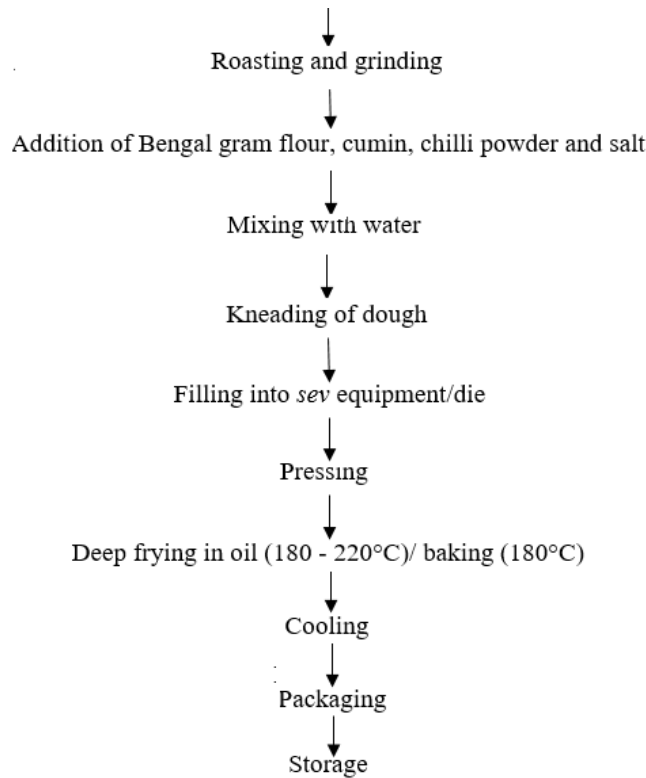 Roasting and grinding
Addition of Bengal gram flour, cumin, chilli powder and salt
Mixing with water
Kneading of dough
Filling into sev equipment/die
Pressing
Deep frying in oil (180 - 220°C)/ baking (180°C)
Cooling
Packaging
Storage